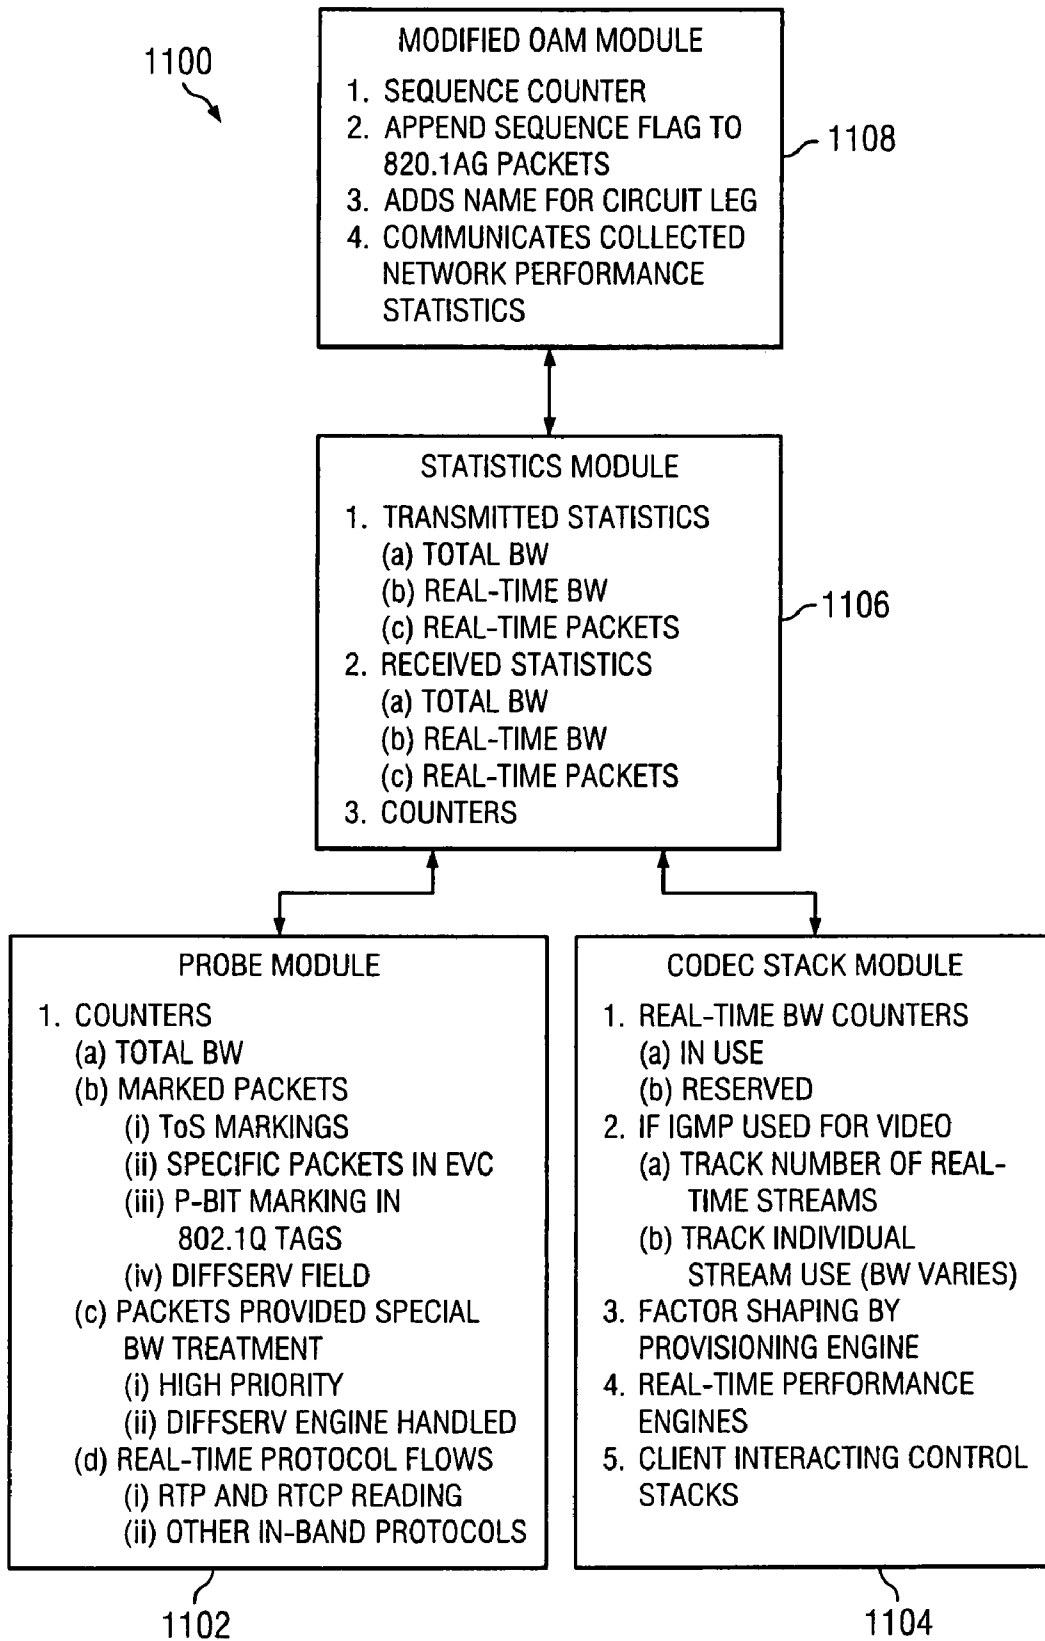 1100
MODIFIED OAM MODULE
1. SEQUENCE COUNTER
2. APPEND SEQUENCE FLAG TO
820.1AG PACKETS
3. ADDS NAME FOR CIRCUIT LEG
4. COMMUNICATES COLLECTED
NETWORK PERFORMANCE
STATISTICS
1108
STATISTICS MODULE
1. TRANSMITTED STATISTICS
(a) TOTAL BW
(b) REAL-TIME BW
(c) REAL-TIME PACKETS
2. RECEIVED STATISTICS
(a) TOTAL BW
(b) REAL-TIME BW
(c) REAL-TIME PACKETS
3. COUNTERS
1106
PROBE MODULE
1. COUNTERS
(a) TOTAL BW
(b) MARKED PACKETS
(i) ToS MARKINGS
(ii) SPECIFIC PACKETS IN EVC
(iii) P-BIT MARKING IN
802.1Q TAGS
(iv) DIFFSERV FIELD
(c) PACKETS PROVIDED SPECIAL
BW TREATMENT
(i) HIGH PRIORITY
(ii) DIFFSERV ENGINE HANDLED
(d) REAL-TIME PROTOCOL FLOWS
(i) RTP AND RTCP READING
(ii) OTHER IN-BAND PROTOCOLS
1102
CODEC STACK MODULE
1. REAL-TIME BW COUNTERS
(a) IN USE
(b) RESERVED
2. IF IGMP USED FOR VIDEO
(a) TRACK NUMBER OF REAL-
TIME STREAMS
(b) TRACK INDIVIDUAL
STREAM USE (BW VARIES)
3. FACTOR SHAPING BY
PROVISIONING ENGINE
4. REAL-TIME PERFORMANCE
ENGINES
5. CLIENT INTERACTING CONTROL
STACKS
1104